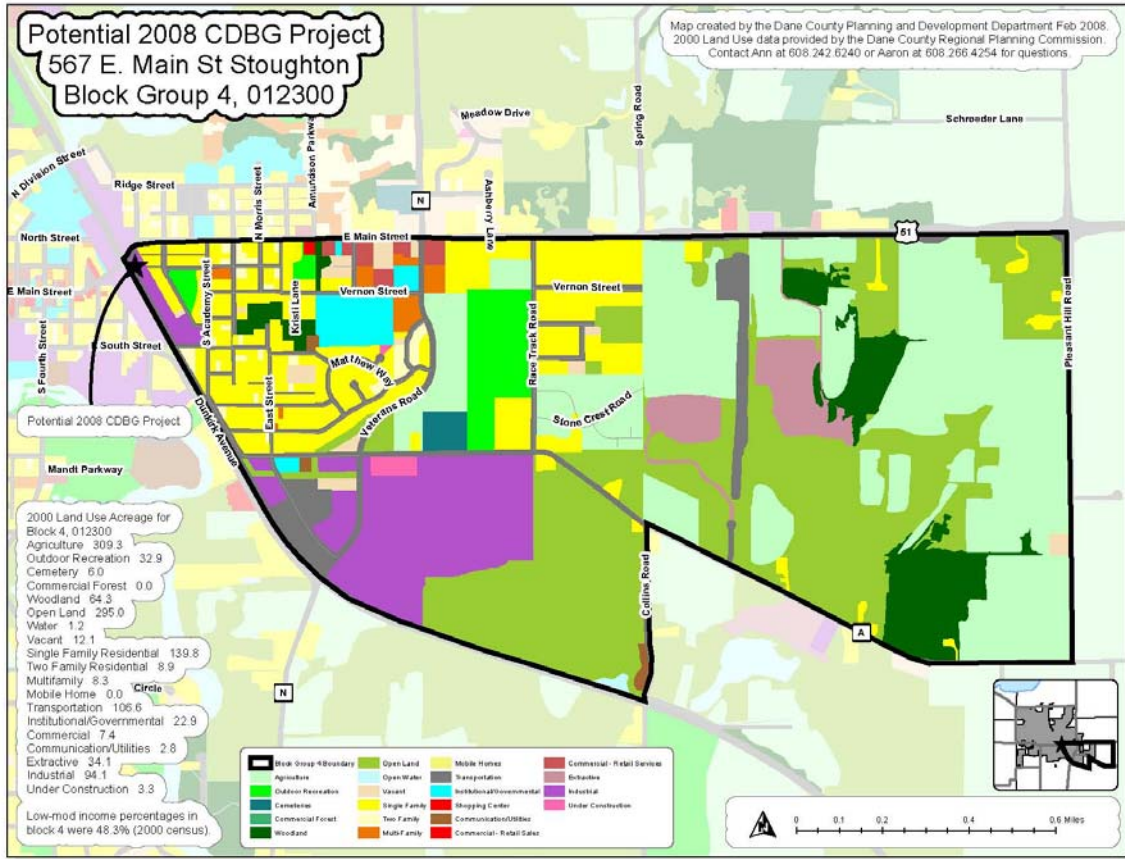 Potential 2008 CDBG Project
567 E. Main St Stoughton
Block Group 4, 012300
Map created by the Dane County Planning and Development Department Feb 2008.
2000 Land Use data provided by the Dane County Regional Planning Commission.
Contact Ann at 608.242.6240 or Aaron at 608.266.4254 for questions.
Meadow Drive
Spring Road
Schroeder Lane
N Division Street
Ridge Street
N Morris Street
Amundson Parkway
N
Ashberry Lane
North Street
E Main Street
51
E Main Street
S Academy Street
Kristi Lane
Vernon Street
Vernon Street
Race Track Road
Pleasant Hill Road
S Fourth Street
South Street
Matthew Way
East Street
Veterans Road
Stone Crest Road
Dunkirk Avenue
Potential 2008 CDBG Project
Mandt Parkway
Collins Road
A
N
Circle
2000 Land Use Acreage for
Block 4, 012300
Agriculture 309.3
Outdoor Recreation 32.9
Cemetery 6.0
Commercial Forest 0.0
Woodland 64.3
Open Land 295.0
Water 1.2
Vacant 12.1
Single Family Residential 139.8
Two Family Residential 8.9
Multifamily 8.3
Mobile Home 0.0
Transportation 106.6
Institutional/Governmental 22.9
Commercial 7.4
Communication/Utilities 2.8
Extractive 34.1
Industrial 94.1
Under Construction 3.3
Low-mod income percentages in
block 4 were 48.3% (2000 census).
Block Group 4 Boundary
Agriculture
Outdoor Recreation
Cemeteries
Commercial Forest
Woodland
Open Land
Open Water
Vacant
Single Family
Two Family
Multi-Family
Mobile Homes
Transportation
Institutional/Governmental
Shopping Center
Communication/Utilities
Commercial - Retail Sales
Commercial - Retail Services
Extractive
Industrial
Under Construction
N
0 0.1 0.2 0.4 0.6 Miles